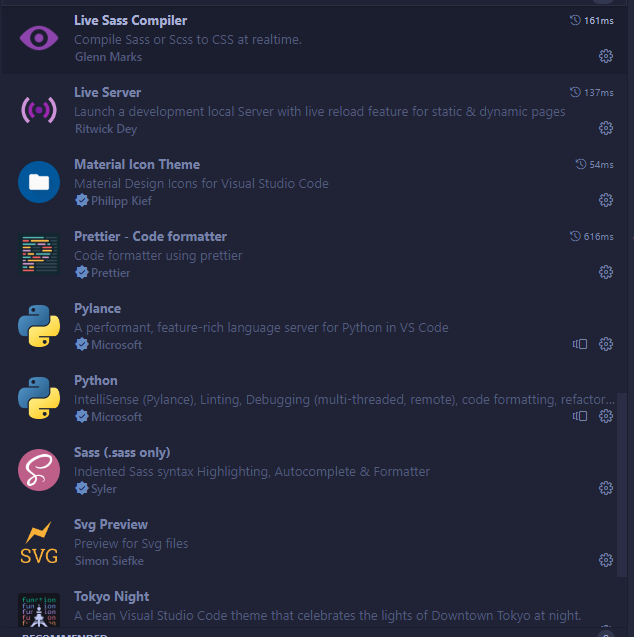 Live Sass Compiler
161ms
Compile Sass or Scss to CSS at realtime.
Glenn Marks
Live Server
137ms
Launch a development local Server with live reload feature for static & dynamic pages
Ritwick Dey
Material Icon Theme
54ms
Material Design Icons for Visual Studio Code
Philipp Kief
Prettier - Code formatter
616ms
Code formatter using prettier
Prettier
Pylance
A performant, feature-rich language server for Python in VS Code
Microsoft
Python
IntelliSense (Pylance), Linting, Debugging (multi-threaded, remote), code formatting, refactor...
Microsoft
Sass (.sass only)
Indented Sass syntax Highlighting, Autocomplete & Formatter
Syler
Svg Preview
Preview for Svg files
SVG
Simon Siefke
Tokyo Night
function
A clean Visual Studio Code theme that celebrates the lights of Downtown Tokyo at night.
RECOMMENDED